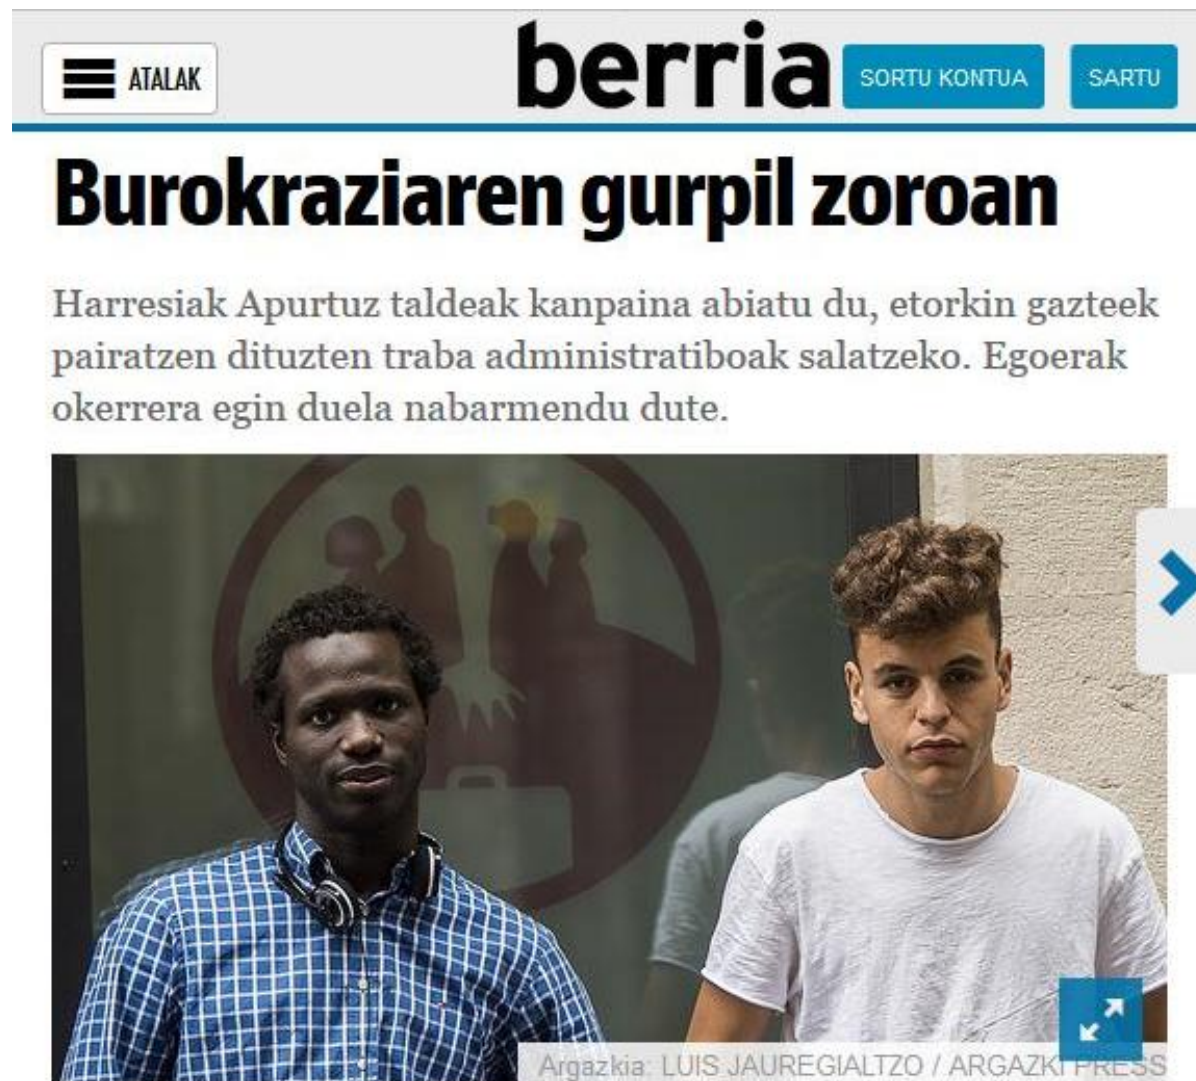 ATALAK
berria
SORTU KONTUA
SARTU
Burokraziaren gurpil zoroan
Harresiak Apurtuz taldeak kanpaina abiatu du, etorkin gazteek
pairatzen dituzten traba administratiboak salatzeko. Egoerak
okerrera egin duela nabarmendu dute.
Argazkia: LUIS JAUREGIALTZO / ARGAZKI PRESS